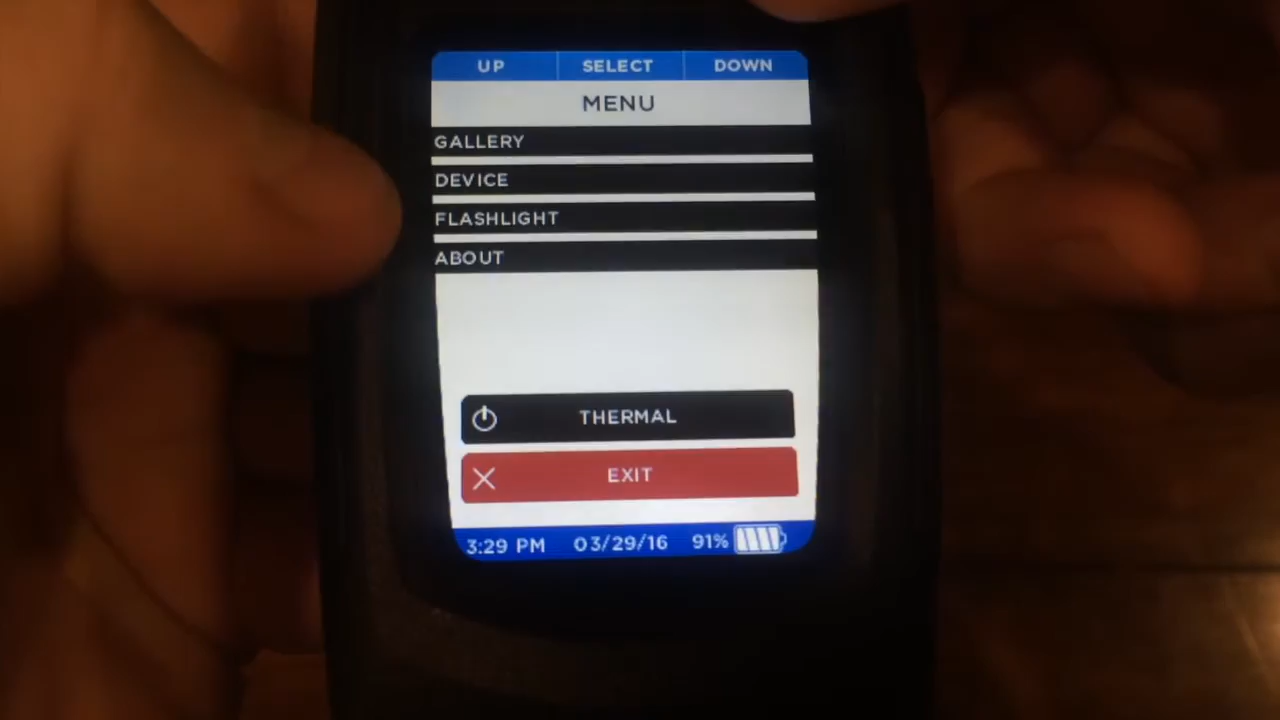 UP SELECT DOWN
MENU
GALLERY
DEVICE
FLASHLIGHT
ABOUT
THERMAL
EXIT
3:29 PM 03/29/16 91%